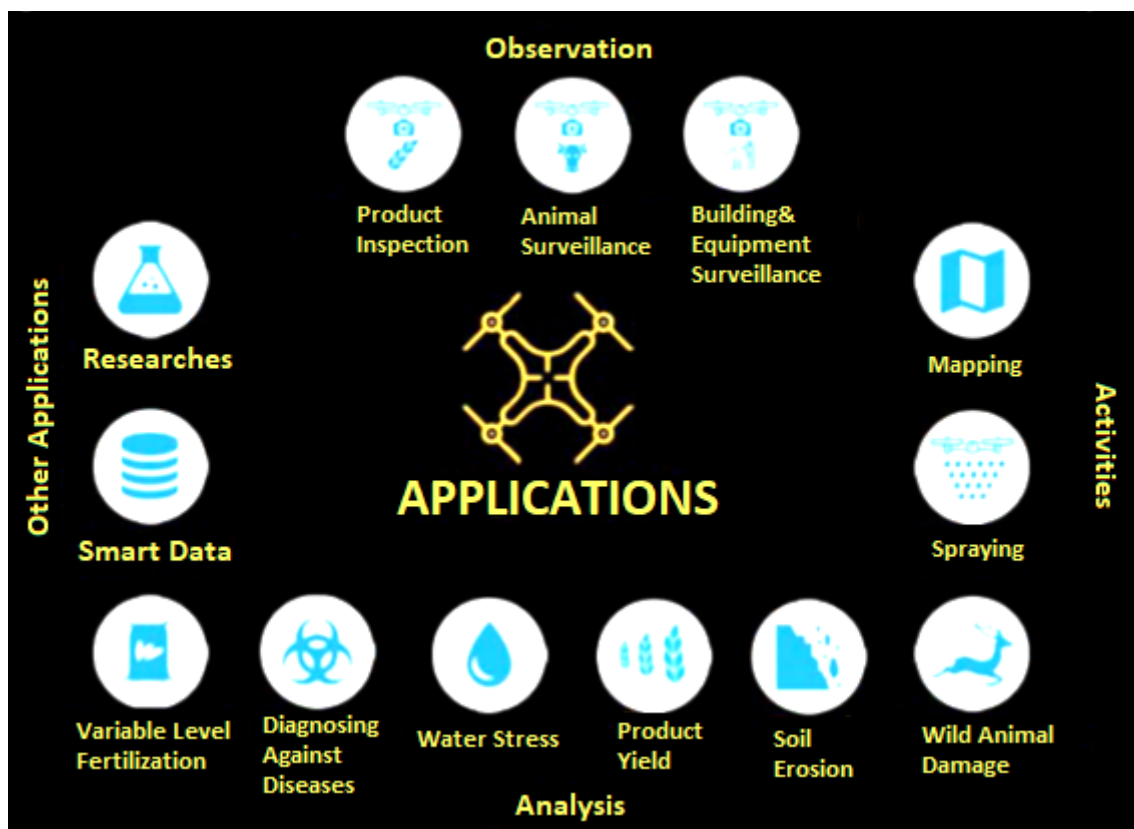 Observation
Product
Inspection
Animal
Surveillance
Building&
Equipment
Surveillance
Other Applications
Researches
Smart Data
APPLICATIONS
Mapping
Spraying
Activities
Variable Level
Fertilization
Diagnosing
Against
Diseases
Water Stress
Product
Yield
Soil
Erosion
Wild Animal
Damage
Analysis